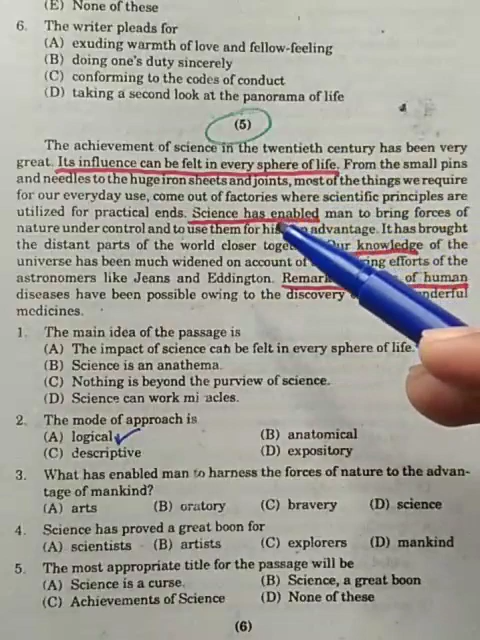 (E) None of these
6. The writer pleads for
(A) exuding warmth of love and fellow-feeling
(B) doing one's duty sincerely
(C) conforming to the codes of conduct
(D) taking a second look at the panorama of life
(5)
The achievement of science in the twentieth century has been very
great. Its influence can be felt in every sphere of life. From the small pins
and needles to the huge iron sheets and joints, most of the things we require
for our everyday use, come out of factories where scientific principles are
utilized for practical ends. Science has enabled man to bring forces of
nature under control and to use them for his advantage. It has brought
the distant parts of the world closer knowledge of the
universe has been much widened on account of efforts of the
astronomers like Jeans and Eddington. of human
diseases have been possible owing to the discovery
medicines.
1. The main idea of the passage is
(A) The impact of science can be felt in every sphere of life.
(B) Science is an anathema.
(C) Nothing is beyond the purview of science.
(D) Science can work mi acles.
2. The mode of approach is
(A) logical (B) anatomical
(C) descriptive (D) expository
3. What has enabled man to harness the forces of nature to the advan-
tage of mankind?
(A) arts (B) oratory (C) bravery (D) science
4. Science has proved a great boon for
(A) scientists (B) artists (C) explorers (D) mankind
5. The most appropriate title for the passage will be
(A) Science is a curse. (B) Science, a great boon
(C) Achievements of Science (D) None of these
(6)